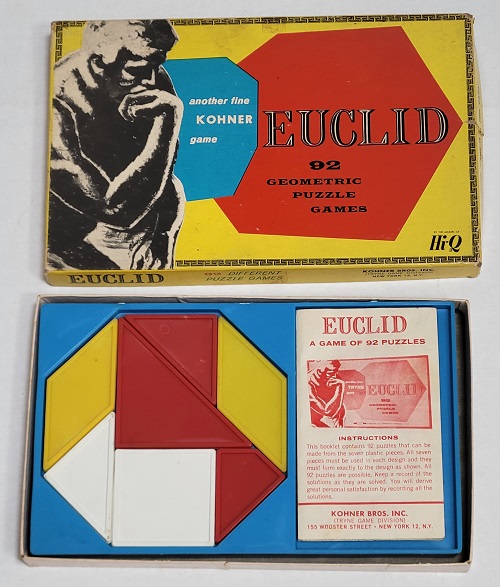 another fine
KOHNER
game
EUCLID
92
GEOMETRIC
PUZZLE
GAMES
BY THE MAKERS OF
Hi-Q
EUCLID
DIFFERENT
PUZZLE GAMES
KOHNER BROS. INC.
NEW YORK 12, N.Y.
EUCLID
A GAME OF 92 PUZZLES
EUCLID
92
GEOMETRIC
PUZZLE
GAMES
INSTRUCTIONS
This booklet contains 92 puzzles that can be
made from the seven plastic pieces. All seven
pieces must be used in each design and they
must form exactly to the design as shown. All
92 puzzles are possible. Keep a record of the
solutions as they are solved. You will derive
great personal satisfaction by recording all the
solutions.
KOHNER BROS. INC.
(TRYNE GAME DIVISION)
155 WOOSTER STREET • NEW YORK 12, N.Y.